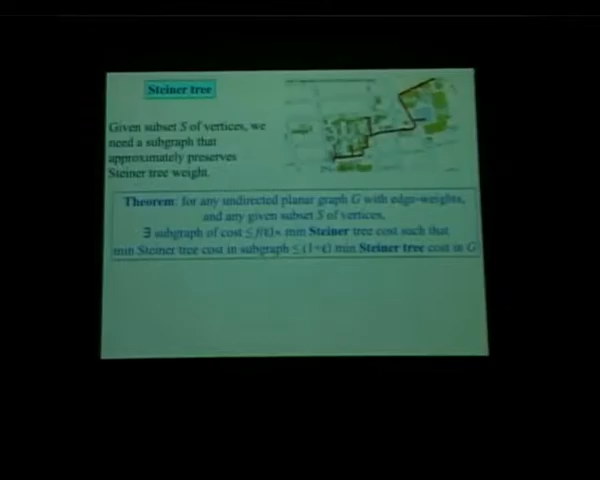 Steiner tree
Given subset S of vertices, we
need a subgraph that
approximately preserves
Steiner tree weight.
Theorem: for any undirected planar graph G with edge-weights,
and any given subset S of vertices,
∃ subgraph of cost ≤ f(ε)× min Steiner tree cost such that
min Steiner tree cost in subgraph ≤ (1+ε) min Steiner tree cost in G